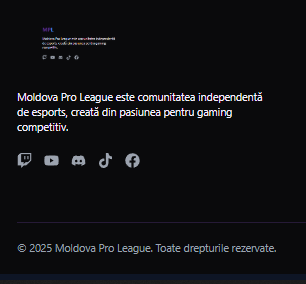 MPL
Moldova Pro League este comunitatea independentă
de esports, creată din pasiunea pentru gaming
competitiv.
Moldova Pro League este comunitatea independentă
de esports, creată din pasiunea pentru gaming
competitiv.
© 2025 Moldova Pro League. Toate drepturile rezervate.